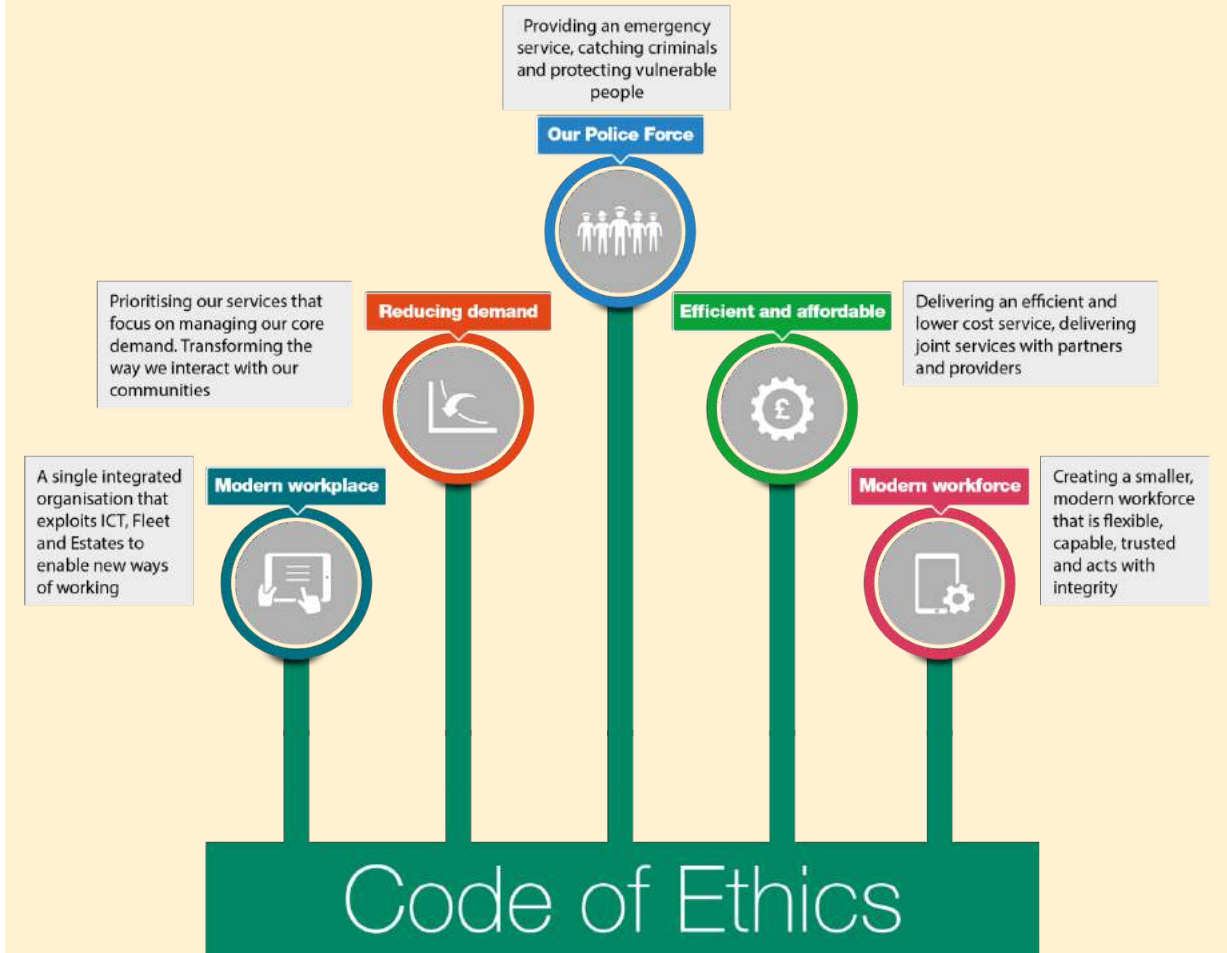 Providing an emergency
service, catching criminals
and protecting vulnerable
people
Our Police Force
Prioritising our services that
focus on managing our core
demand. Transforming the
way we interact with our
communities
Reducing demand
Efficient and affordable
£
Delivering an efficient and
lower cost service, delivering
joint services with partners
and providers
A single integrated
organisation that
exploits ICT, Fleet
and Estates to
enable new ways
of working
Modern workplace
Modern workforce
Creating a smaller,
modern workforce
that is flexible,
capable, trusted
and acts with
integrity
Code of Ethics